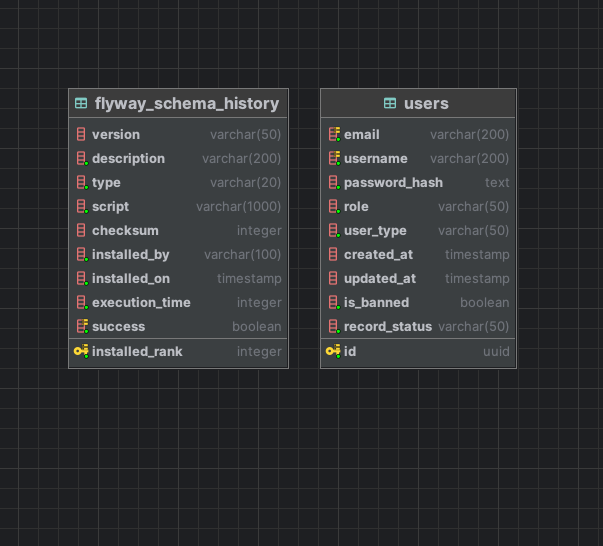 flyway_schema_history
version varchar(50)
description varchar(200)
type varchar(20)
script varchar(1000)
checksum integer
installed_by varchar(100)
installed_on timestamp
execution_time integer
success boolean
installed_rank integer
users
email varchar(200)
username varchar(200)
password_hash text
role varchar(50)
user_type varchar(50)
created_at timestamp
updated_at timestamp
is_banned boolean
record_status varchar(50)
id uuid